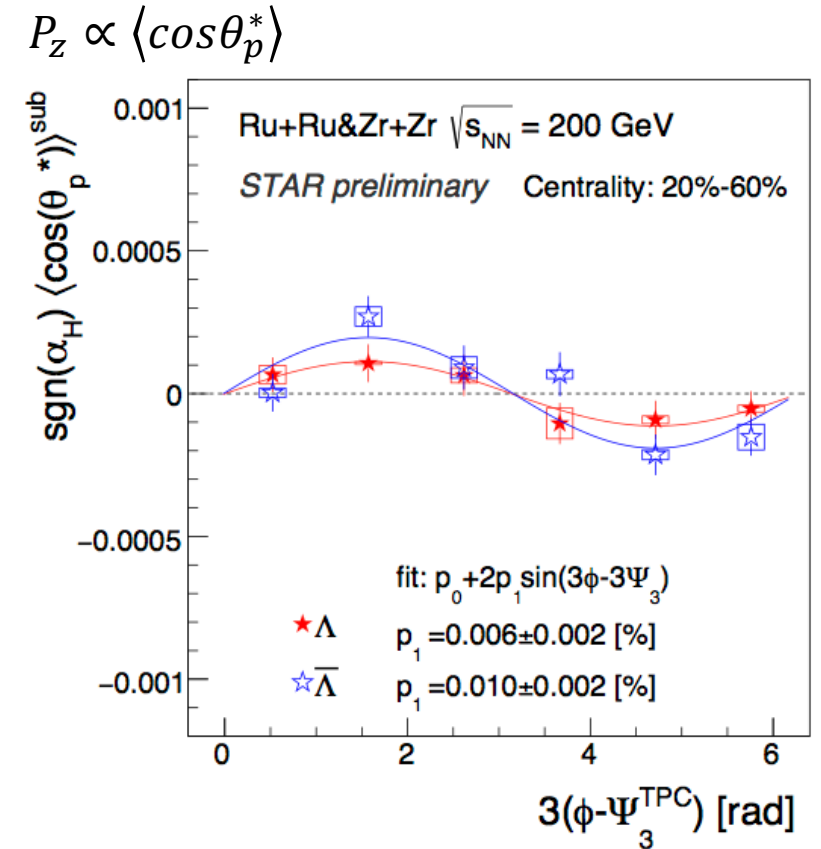 P_z ∝ ⟨cosθ_p^*⟩
sgn(α_H) ⟨cos(θ_p*)⟩^sub
0.001
0.0005
0
−0.0005
−0.001
Ru+Ru&Zr+Zr √s_NN = 200 GeV
STAR preliminary Centrality: 20%-60%
fit: p_0+2p_1sin(3ϕ-3Ψ_3)
Λ p_1=0.006±0.002 [%]
Λ̅ p_1=0.010±0.002 [%]
0 2 4 6
3(ϕ-Ψ_3^TPC) [rad]